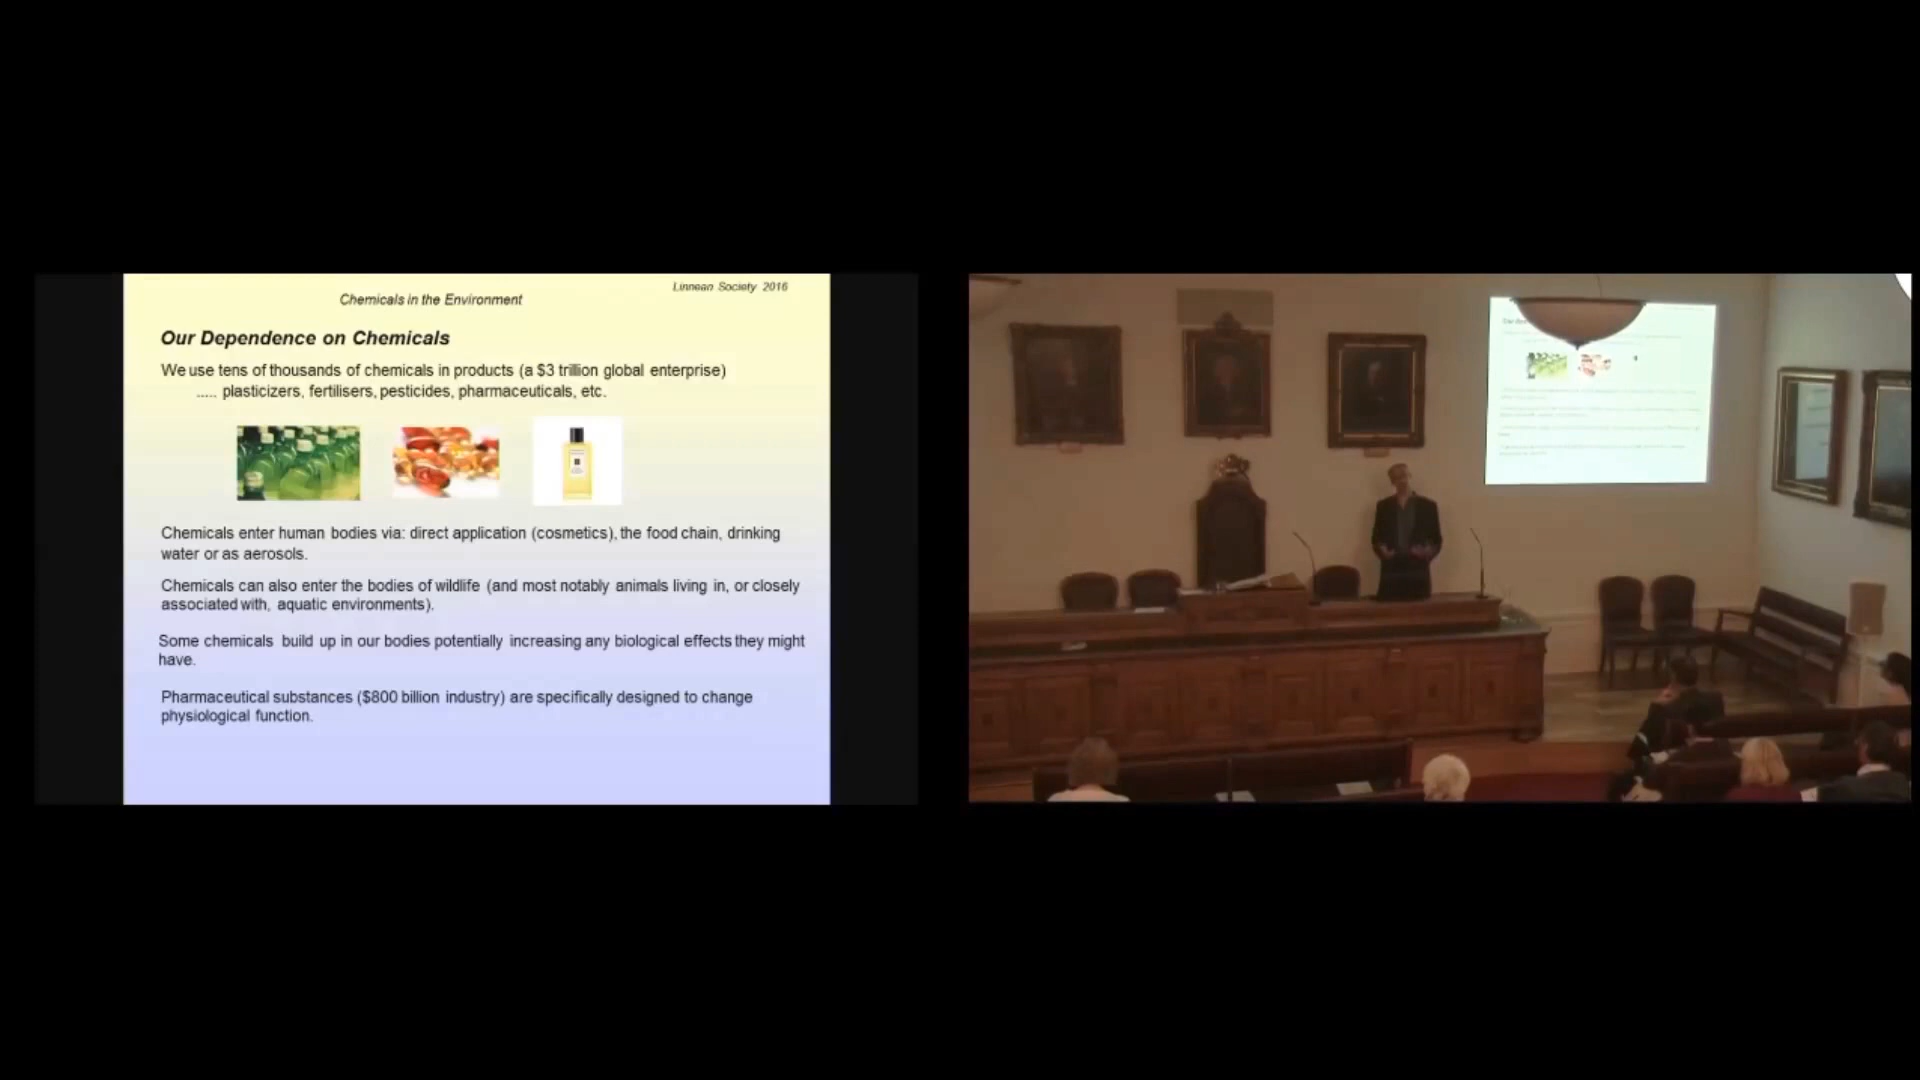 Linnean Society 2016
Chemicals in the Environment
Our Dependence on Chemicals
We use tens of thousands of chemicals in products (a $3 trillion global enterprise)
..... plasticizers, fertilisers, pesticides, pharmaceuticals, etc.
Chemicals enter human bodies via: direct application (cosmetics), the food chain, drinking
water or as aerosols.
Chemicals can also enter the bodies of wildlife (and most notably animals living in, or closely
associated with, aquatic environments).
Some chemicals build up in our bodies potentially increasing any biological effects they might
have.
Pharmaceutical substances ($800 billion industry) are specifically designed to change
physiological function.